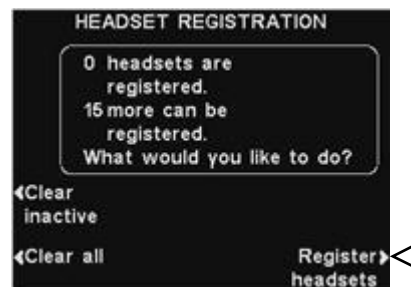 HEADSET REGISTRATION
0 headsets are
registered.
15 more can be
registered.
What would you like to do?
Clear
inactive
Clear all
Register
headsets